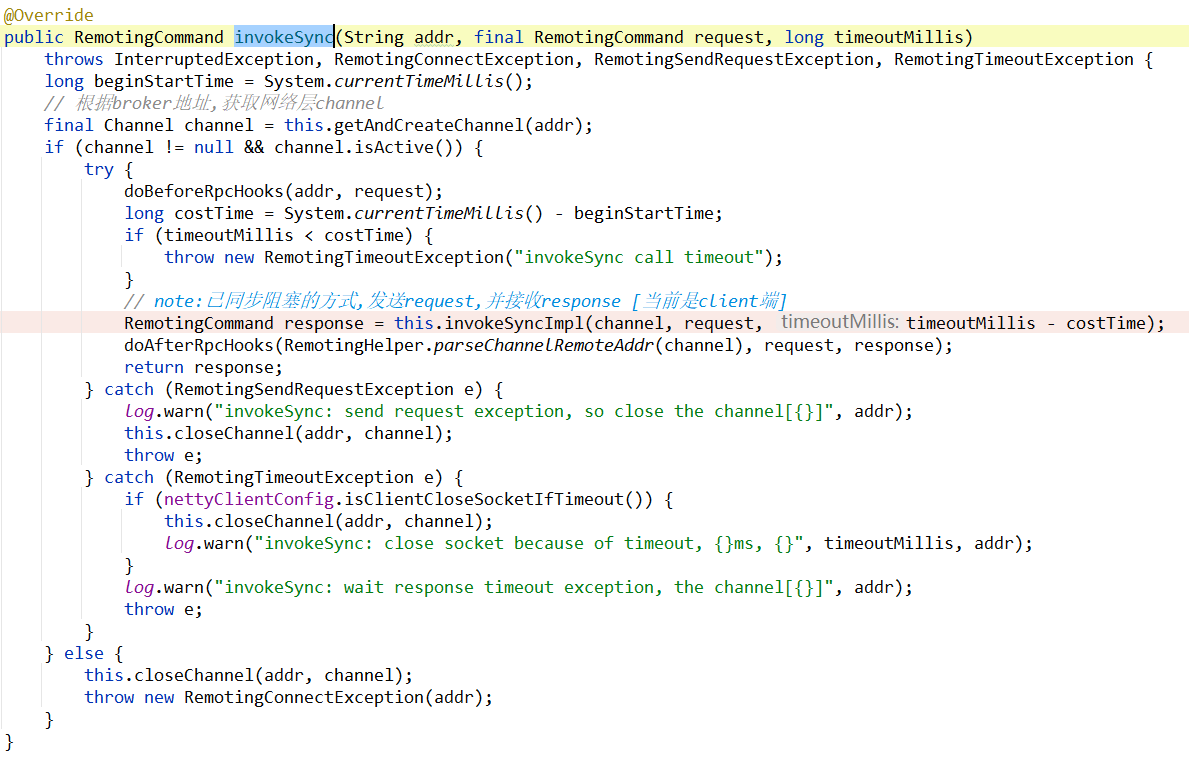 @Override
public RemotingCommand invokeSync(String addr, final RemotingCommand request, long timeoutMillis)
    throws InterruptedException, RemotingConnectException, RemotingSendRequestException, RemotingTimeoutException {
    long beginStartTime = System.currentTimeMillis();
    // 根据broker地址,获取网络层channel
    final Channel channel = this.getAndCreateChannel(addr);
    if (channel != null && channel.isActive()) {
        try {
            doBeforeRpcHooks(addr, request);
            long costTime = System.currentTimeMillis() - beginStartTime;
            if (timeoutMillis < costTime) {
                throw new RemotingTimeoutException("invokeSync call timeout");
            }
            // note:已同步阻塞的方式,发送request,并接收response [当前是client端]
            RemotingCommand response = this.invokeSyncImpl(channel, request, timeoutMillis: timeoutMillis - costTime);
            doAfterRpcHooks(RemotingHelper.parseChannelRemoteAddr(channel), request, response);
            return response;
        } catch (RemotingSendRequestException e) {
            log.warn("invokeSync: send request exception, so close the channel[{}]", addr);
            this.closeChannel(addr, channel);
            throw e;
        } catch (RemotingTimeoutException e) {
            if (nettyClientConfig.isClientCloseSocketIfTimeout()) {
                this.closeChannel(addr, channel);
                log.warn("invokeSync: close socket because of timeout, {}ms, {}", timeoutMillis, addr);
            }
            log.warn("invokeSync: wait response timeout exception, the channel[{}]", addr);
            throw e;
        }
    } else {
        this.closeChannel(addr, channel);
        throw new RemotingConnectException(addr);
    }
}